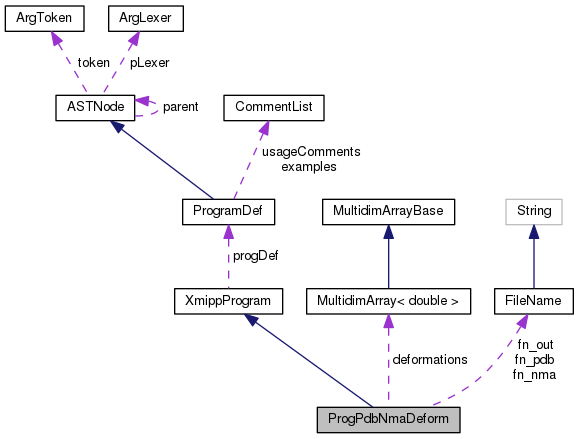 ArgToken
ArgLexer
token
pLexer
ASTNode
parent
CommentList
usageComments
examples
ProgramDef
MultidimArrayBase
String
progDef
XmippProgram
MultidimArray< double >
FileName
deformations
fn_out
fn_pdb
fn_nma
ProgPdbNmaDeform